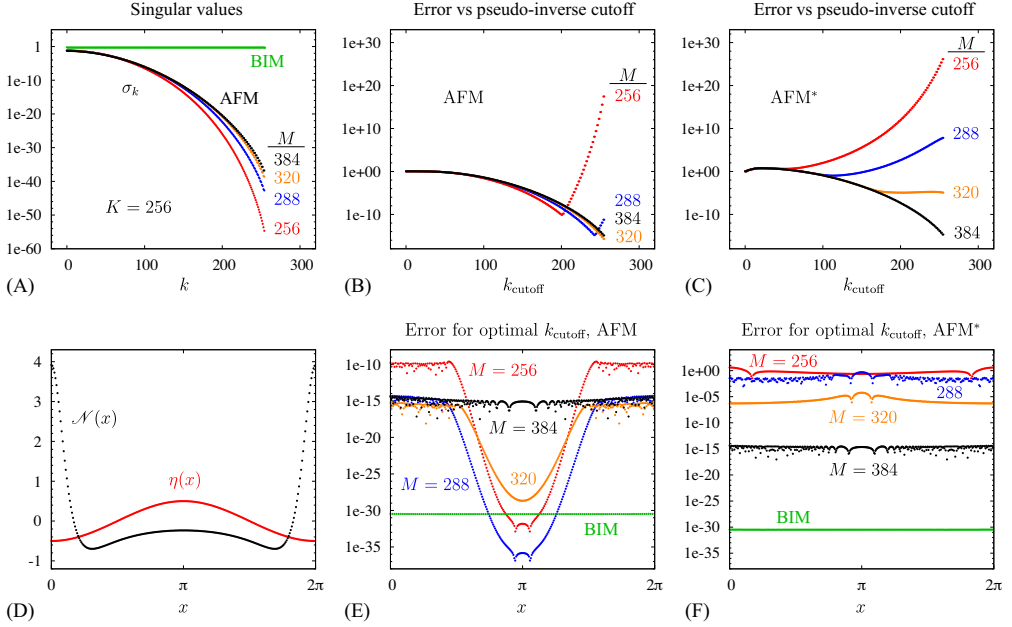 Singular values
1
1e-10
1e-20
1e-30
1e-40
1e-50
1e-60
BIM
σk
AFM
M
384
320
288
256
K = 256
0
100
200
300
(A)
k
Error vs pseudo-inverse cutoff
1e+30
1e+20
1e+10
1e+00
1e-10
AFM
M
256
288
384
320
0
100
200
300
(B)
kcutoff
Error vs pseudo-inverse cutoff
1e+30
1e+20
1e+10
1e+00
1e-10
AFM*
M
256
288
320
384
0
100
200
300
(C)
kcutoff
4
3
2
1
0
-1
𝒩(x)
η(x)
0
π
2π
(D)
x
Error for optimal kcutoff, AFM
1e-10
1e-15
1e-20
1e-25
1e-30
1e-35
M = 256
M = 384
M = 288
320
BIM
0
π
2π
(E)
x
Error for optimal kcutoff, AFM*
1e+00
1e-05
1e-10
1e-15
1e-20
1e-25
1e-30
1e-35
M = 256
288
M = 320
M = 384
BIM
0
π
2π
(F)
x